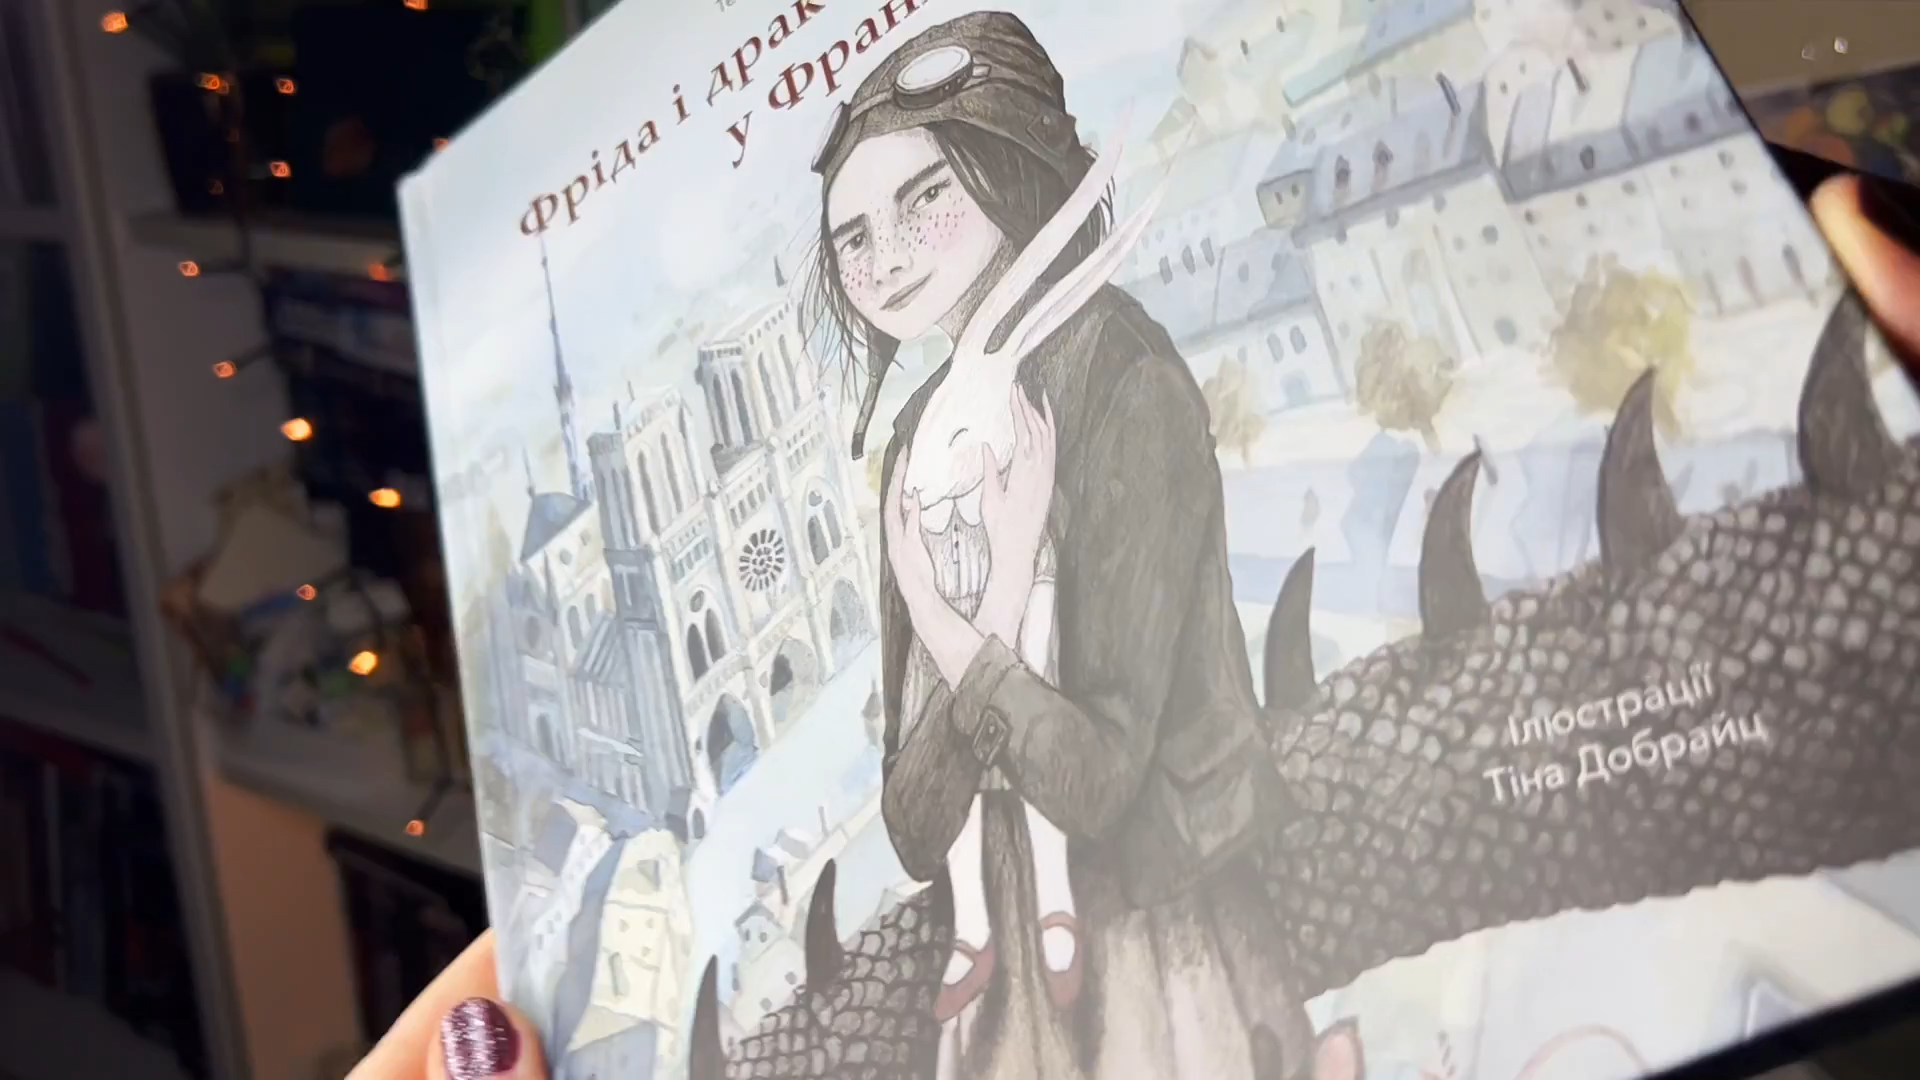 Фріда і драк
у Фран
Ілюстрації
Тіна Добрайц